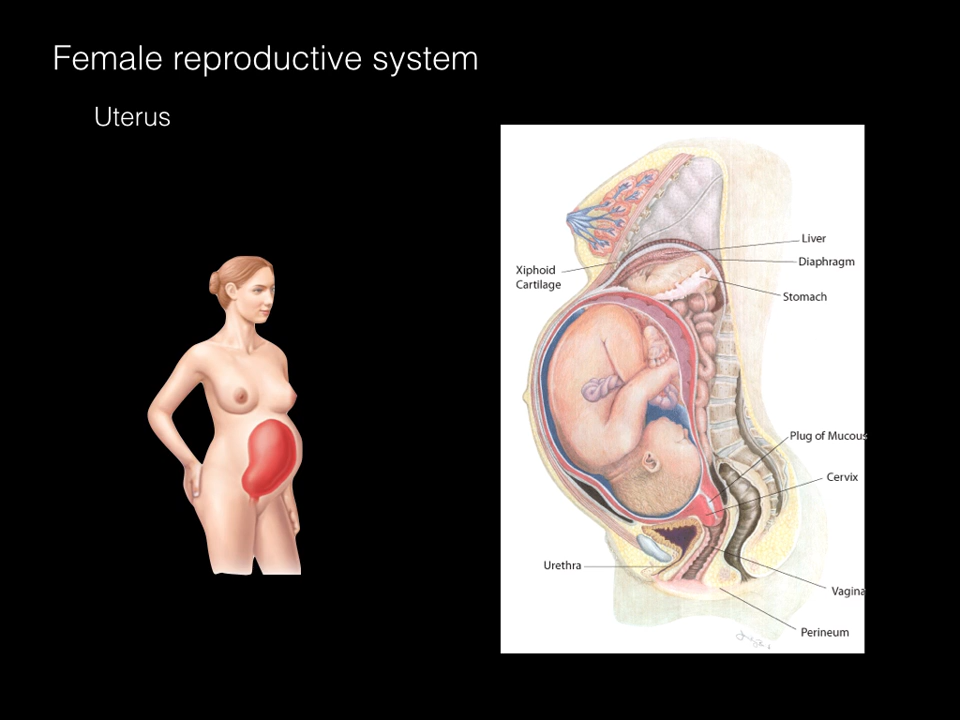 Female reproductive system
Uterus
Liver
Diaphragm
Xiphoid
Cartilage
Stomach
Plug of Mucous
Cervix
Urethra
Vagina
Perineum